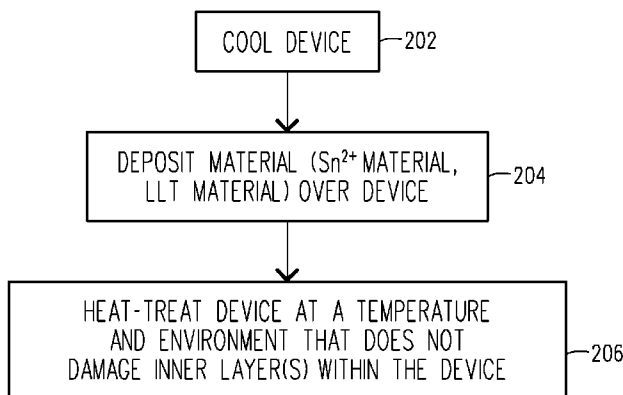 COOL DEVICE
202
DEPOSIT MATERIAL (Sn²⁺ MATERIAL,
LLT MATERIAL) OVER DEVICE
204
HEAT-TREAT DEVICE AT A TEMPERATURE
AND ENVIRONMENT THAT DOES NOT
DAMAGE INNER LAYER(S) WITHIN THE DEVICE
206